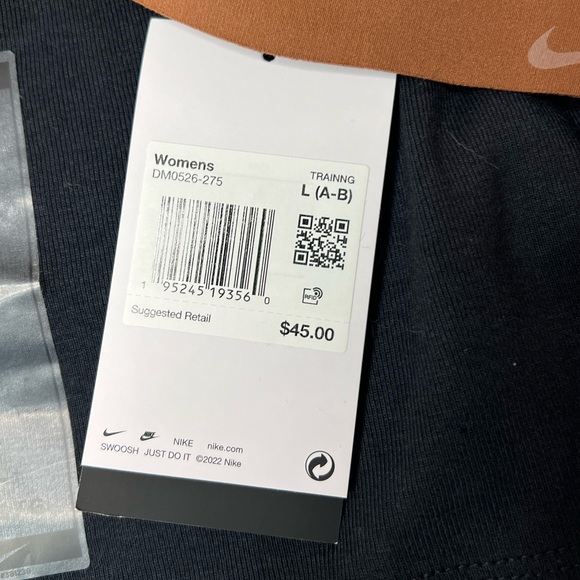 Womens
DM0526-275
TRAINNG
L (A-B)
1 95245 19356 0
RFID
Suggested Retail
$45.00
NIKE nike.com
SWOOSH JUST DO IT ©2022 Nike